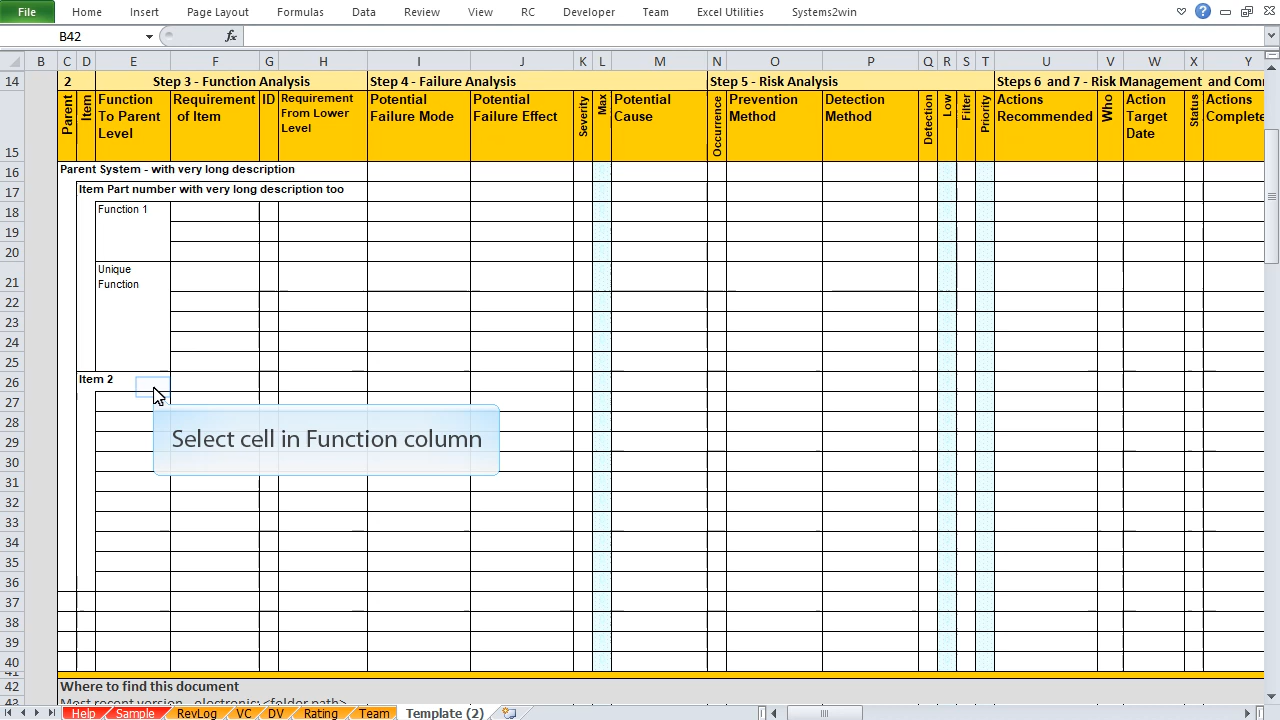 File Home Insert Page Layout Formulas Data Review View RC Developer Team Excel Utilities Systems2win
B42 fx
B C D E F G H I J K L M N O P Q R S T U V W X Y
14 2 Step 3 - Function Analysis Step 4 - Failure Analysis Step 5 - Risk Analysis Steps 6 and 7 - Risk Management and Com
15 Parent Item Function To Parent Level Requirement of Item ID Requirement From Lower Level Potential Failure Mode Potential Failure Effect Severity Max Potential Cause Occurrence Prevention Method Detection Method Detection Low Filter Priority Actions Recommended Who Action Target Date Status Actions Complete
16 Parent System - with very long description
17 Item Part number with very long description too
18 Function 1
19
20
21 Unique Function
22
23
24
25
26 Item 2
27
28
29 Select cell in Function column
30
31
32
33
34
35
36
37
38
39
40
41
42 Where to find this document
43 Most recent version - electronic: <folder path>
Help Sample RevLog VC DV Rating Team Template (2)